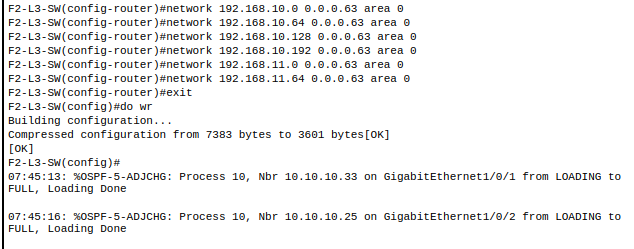 F2-L3-SW(config-router)#network 192.168.10.0 0.0.0.63 area 0
F2-L3-SW(config-router)#network 192.168.10.64 0.0.0.63 area 0
F2-L3-SW(config-router)#network 192.168.10.128 0.0.0.63 area 0
F2-L3-SW(config-router)#network 192.168.10.192 0.0.0.63 area 0
F2-L3-SW(config-router)#network 192.168.11.0 0.0.0.63 area 0
F2-L3-SW(config-router)#network 192.168.11.64 0.0.0.63 area 0
F2-L3-SW(config-router)#exit
F2-L3-SW(config)#do wr
Building configuration...
Compressed configuration from 7383 bytes to 3601 bytes[OK]
[OK]
F2-L3-SW(config)#
07:45:13: %OSPF-5-ADJCHG: Process 10, Nbr 10.10.10.33 on GigabitEthernet1/0/1 from LOADING to
FULL, Loading Done
07:45:16: %OSPF-5-ADJCHG: Process 10, Nbr 10.10.10.25 on GigabitEthernet1/0/2 from LOADING to
FULL, Loading Done